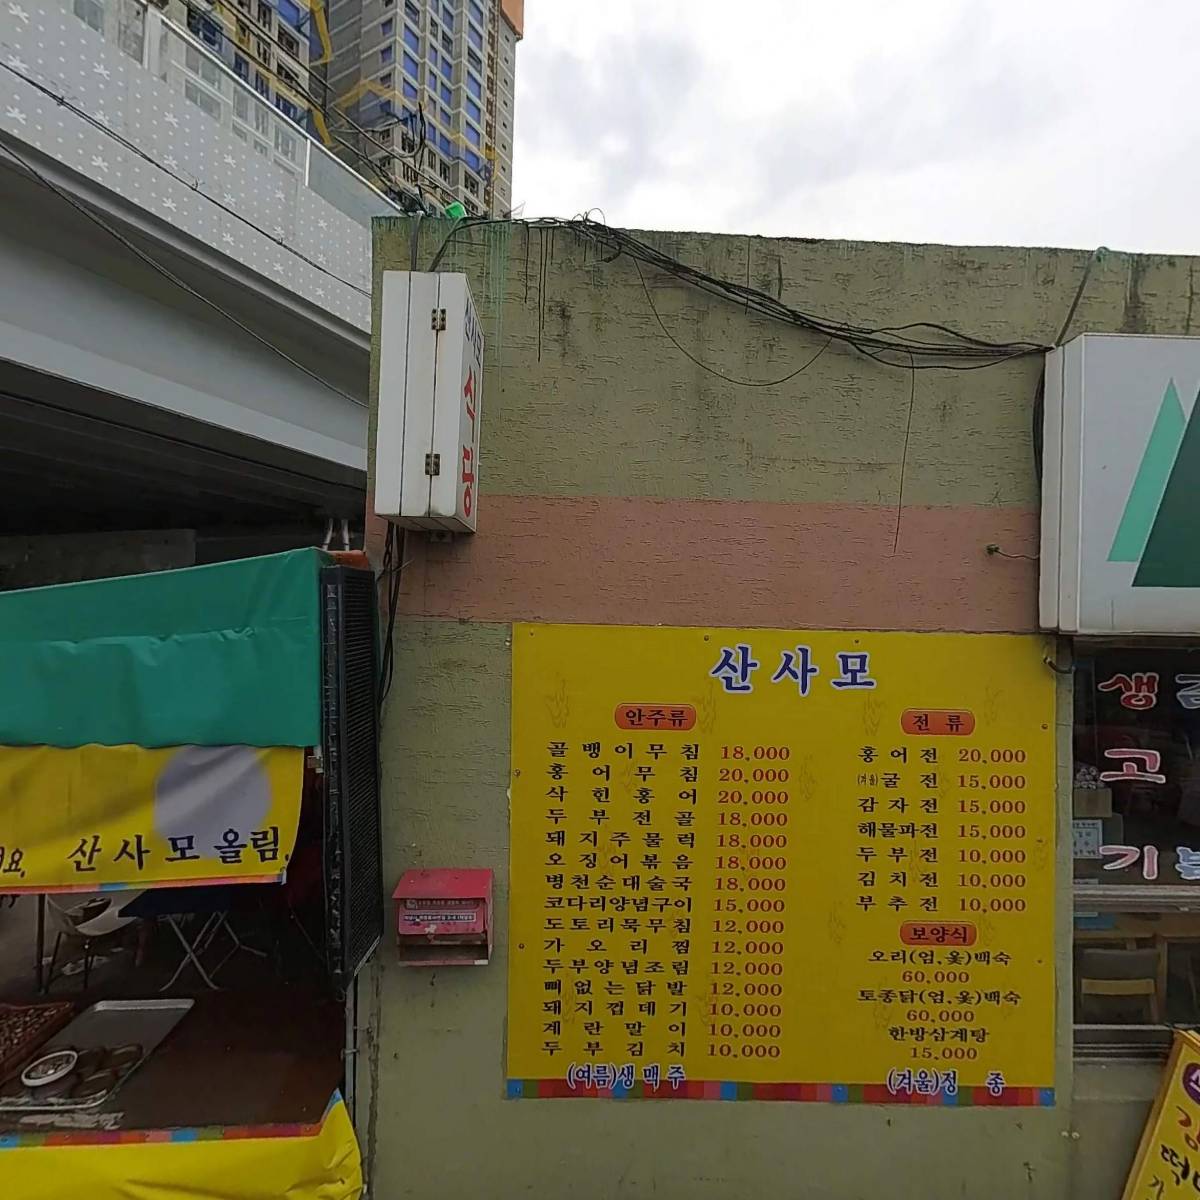 산사모
식당
산사모
안주류
골뱅이무침 18,000
홍어무침 20,000
삭힌홍어 20,000
두부전골 18,000
돼지주물럭 18,000
오징어볶음 18,000
병천순대술국 18,000
코다리양념구이 15,000
도토리묵무침 12,000
가오리찜 12,000
두부양념조림 12,000
뼈없는닭발 12,000
돼지껍데기 10,000
계란말이 10,000
두부김치 10,000
(여름)생맥주
전류
홍어전 20,000
(겨울)굴전 15,000
감자전 15,000
해물파전 15,000
두부전 10,000
김치전 10,000
부추전 10,000
보양식
오리(엄,옻)백숙
60,000
토종닭(엄,옻)백숙
60,000
한방삼계탕
15,000
(겨울)정종
산사모올림.
생
고
기